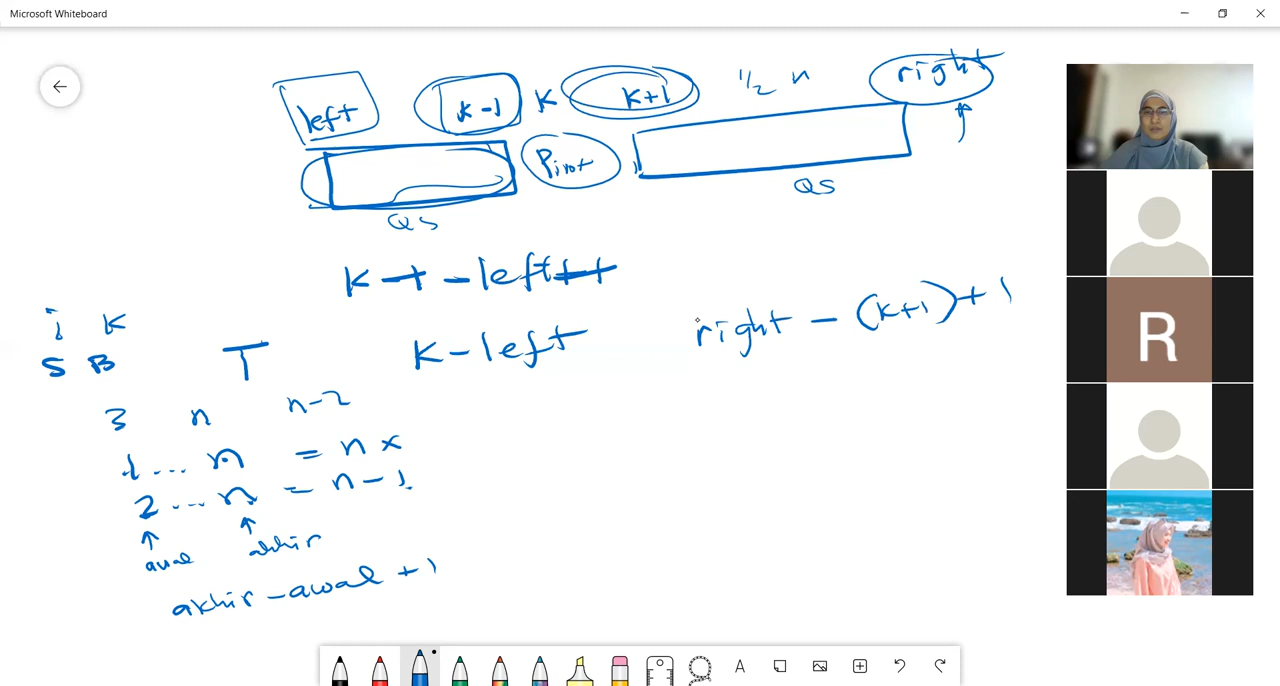 Microsoft Whiteboard
left k-1 K k+1 1/2 n right
Pivot
QS QS
K-1-left+1
i K
S B T K-left right-(k+1)+1
3 n n-2
1...n = n x
2...n = n-1
awal akhir
akhir-awal+1
R
A